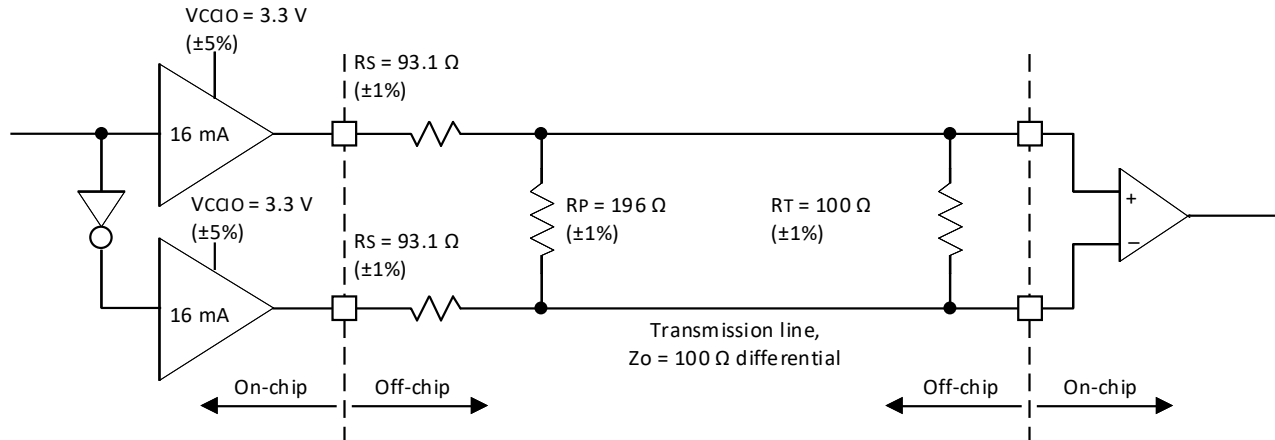 VCCIO = 3.3 V
(±5%)
RS = 93.1 Ω
(±1%)
16 mA
+
−
VCCIO = 3.3 V
(±5%)
RP = 196 Ω
(±1%)
RT = 100 Ω
(±1%)
RS = 93.1 Ω
(±1%)
16 mA
Transmission line,
Zo = 100 Ω differential
On-chip
Off-chip
Off-chip
On-chip